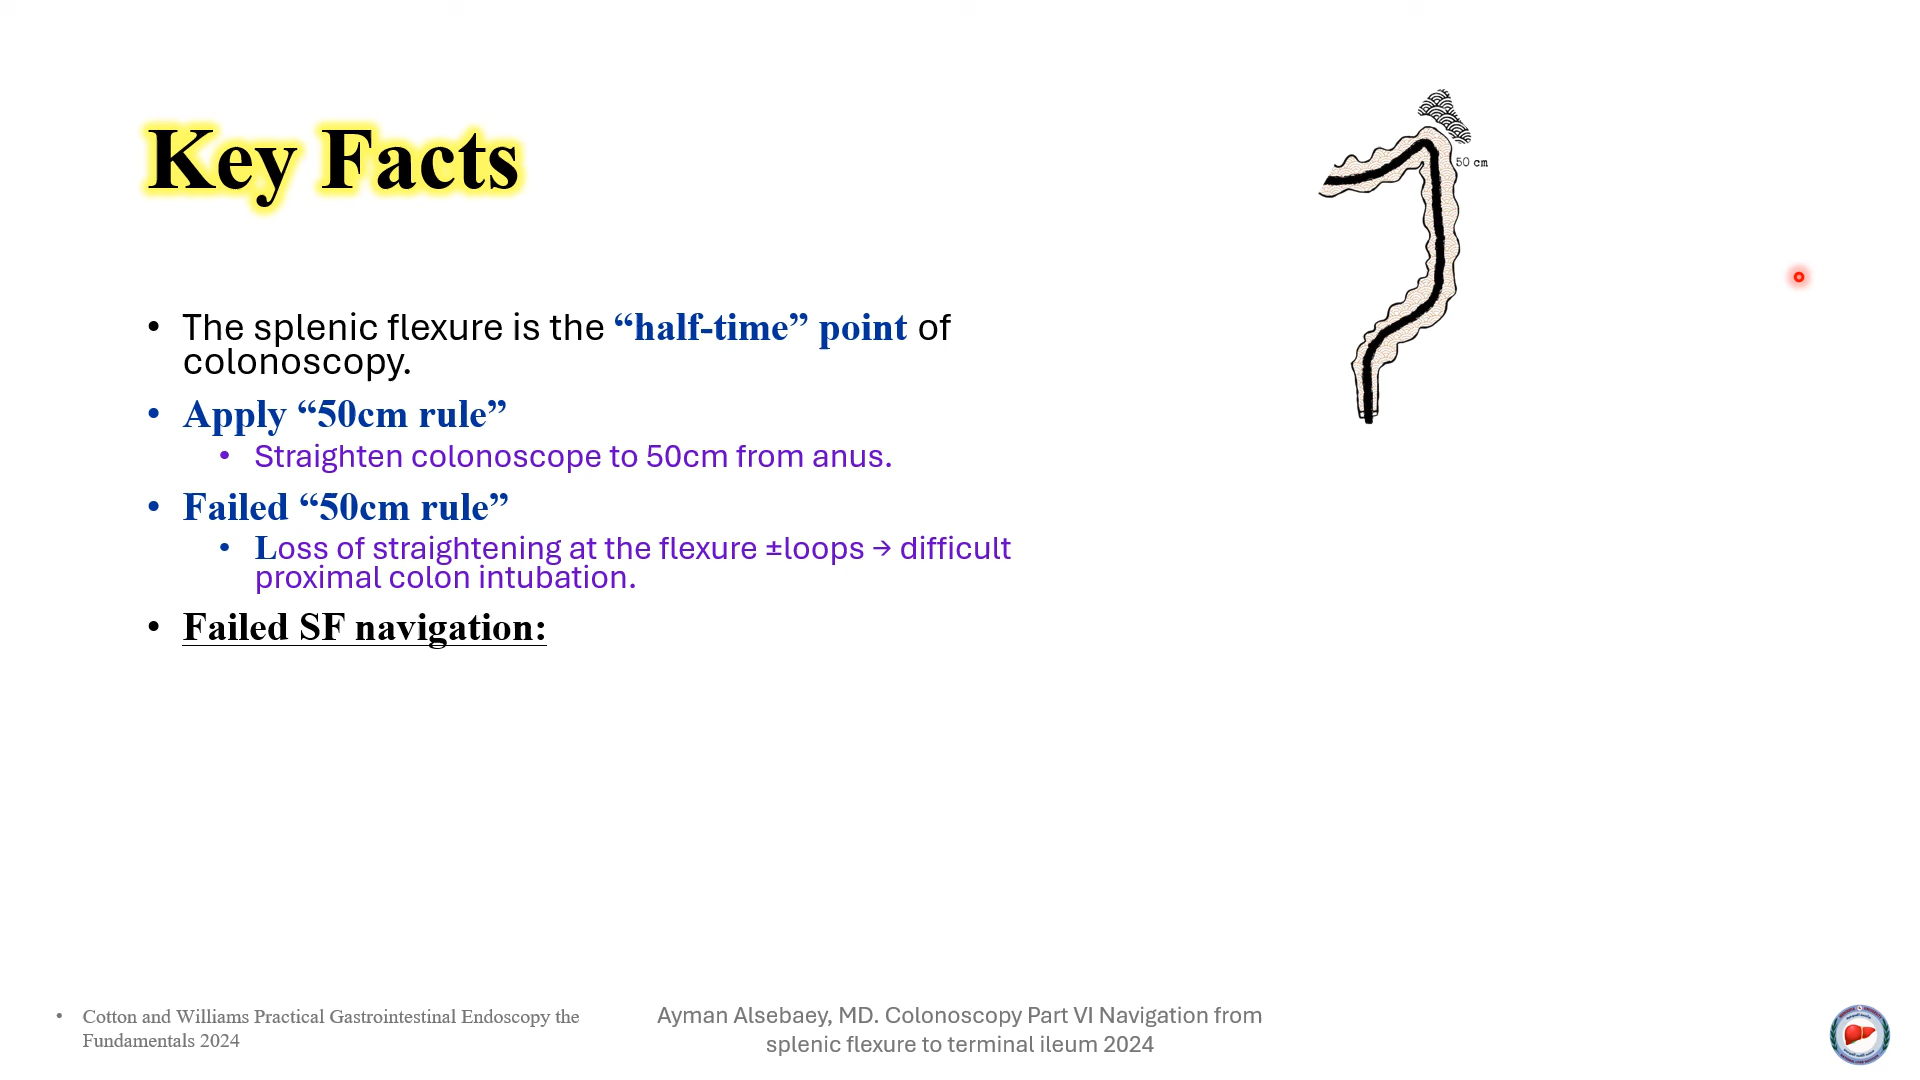 Key Facts
50 cm
• The splenic flexure is the “half-time” point of
colonoscopy.
• Apply “50cm rule”
• Straighten colonoscope to 50cm from anus.
• Failed “50cm rule”
• Loss of straightening at the flexure ±loops → difficult
proximal colon intubation.
• Failed SF navigation:
• Cotton and Williams Practical Gastrointestinal Endoscopy the
Fundamentals 2024
Ayman Alsebaey, MD. Colonoscopy Part VI Navigation from
splenic flexure to terminal ileum 2024